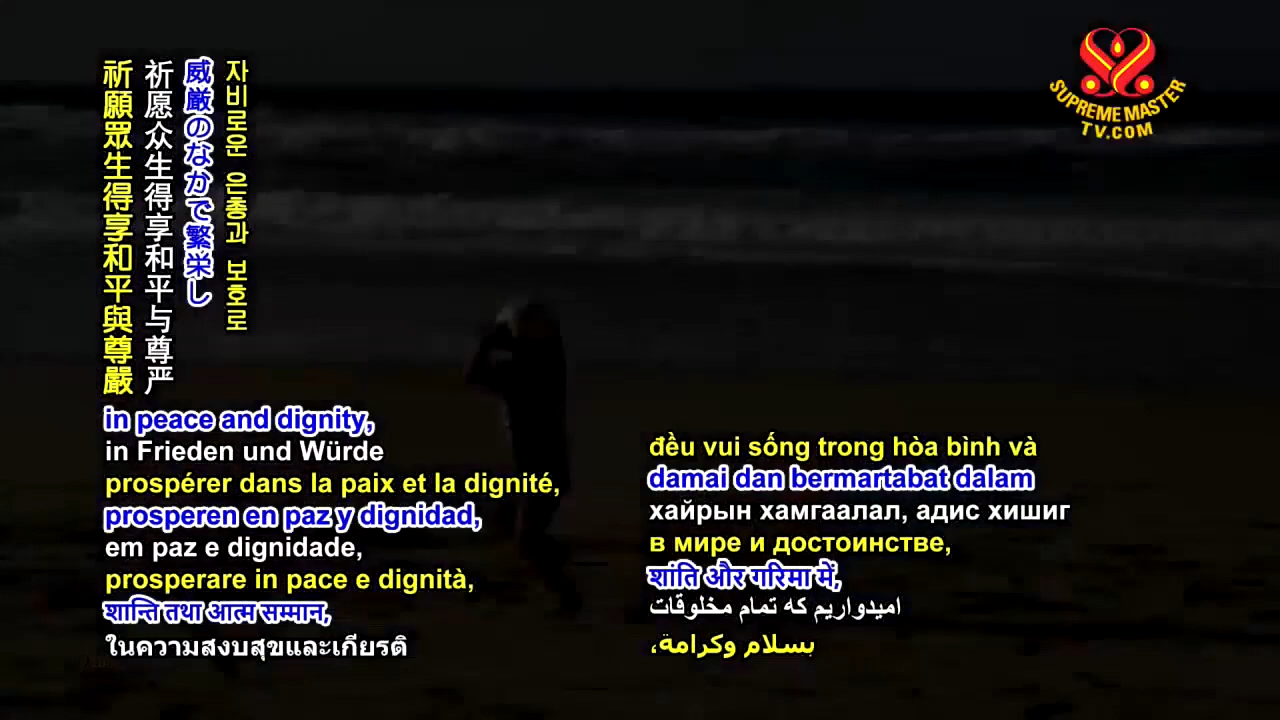 祈願眾生得享和平與尊嚴
祈愿众生得享和平与尊严
威厳のなかで繁栄し
자비로운 은총과 보호로
in peace and dignity,
in Frieden und Würde
prospérer dans la paix et la dignité,
prosperen en paz y dignidad,
em paz e dignidade,
prosperare in pace e dignità,
शान्ति तथा आत्म सम्मान,
ในความสงบสุขและเกียรติ
đều vui sống trong hòa bình và
damai dan bermartabat dalam
хайрын хамгаалал, адис хишиг
в мире и достоинстве,
शांति और गरिमा में,
امیدواریم که تمام مخلوقات
بسلام وكرامة،
SUPREME MASTER
TV.COM